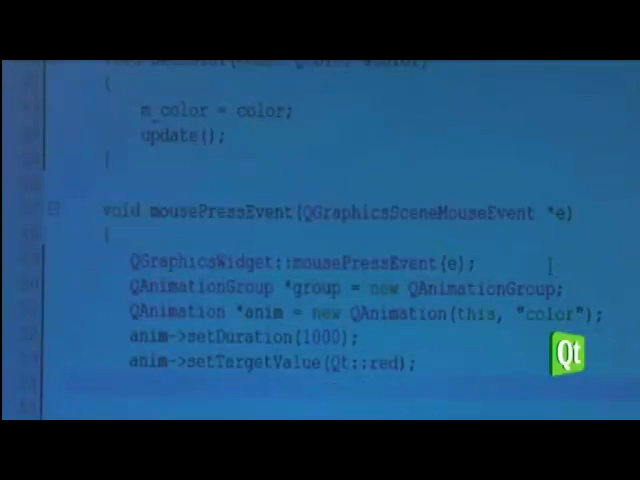 {
m_color = color;
update();
}
void mousePressEvent(QGraphicsSceneMouseEvent *e)
{
QGraphicsWidget::mousePressEvent(e);
QAnimationGroup *group = new QAnimationGroup;
QAnimation *anim = new QAnimation(this, "color");
anim->setDuration(1000);
anim->setTargetValue(Qt::red);
Qt